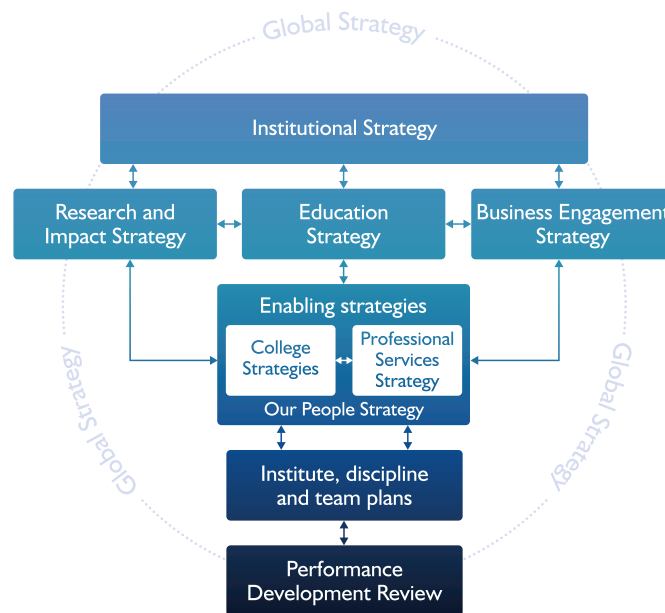 Global Strategy
Institutional Strategy
Research and
Impact Strategy
Education
Strategy
Business Engagement
Strategy
Enabling strategies
College
Strategies
Professional
Services
Strategy
Our People Strategy
Global Strategy
Global Strategy
Institute, discipline
and team plans
Performance
Development Review